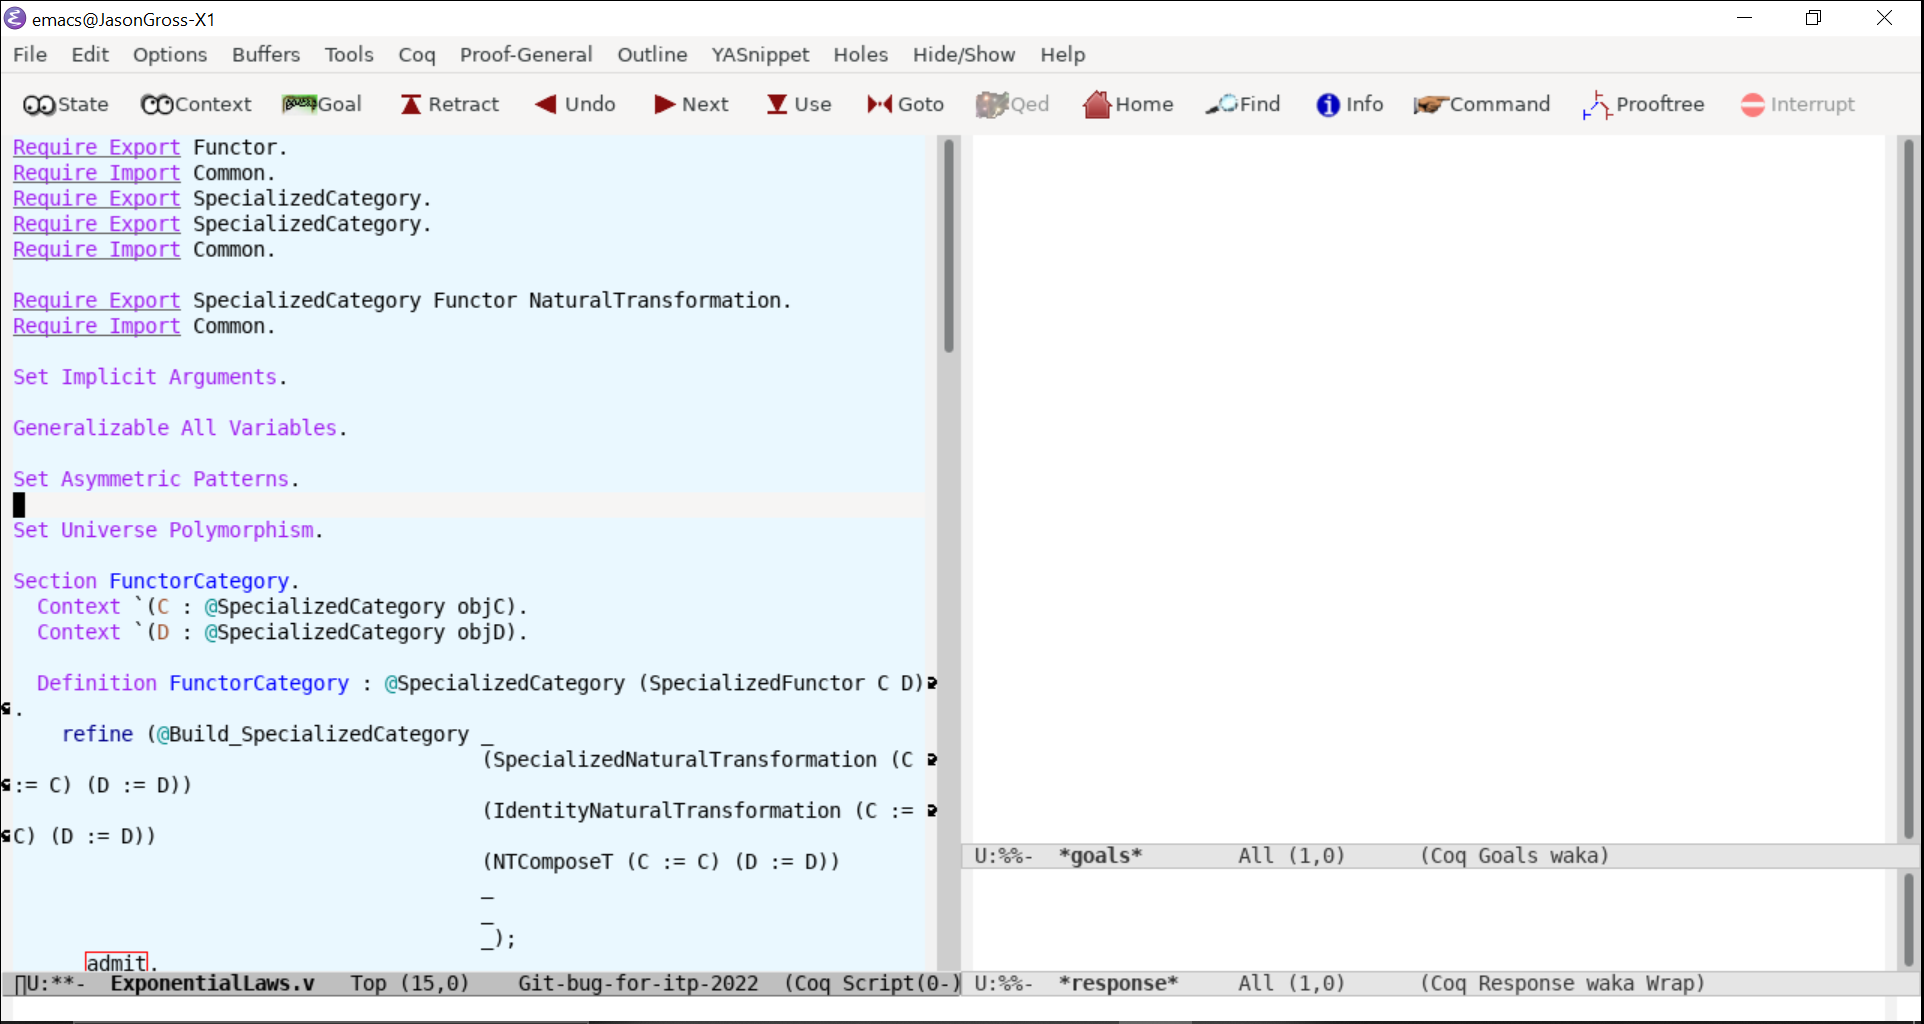 emacs@JasonGross-X1
File Edit Options Buffers Tools Coq Proof-General Outline YASnippet Holes Hide/Show Help
State Context Goal Retract Undo Next Use Goto Qed Home Find Info Command Prooftree Interrupt
Require Export Functor.
Require Import Common.
Require Export SpecializedCategory.
Require Export SpecializedCategory.
Require Import Common.
Require Export SpecializedCategory Functor NaturalTransformation.
Require Import Common.
Set Implicit Arguments.
Generalizable All Variables.
Set Asymmetric Patterns.
Set Universe Polymorphism.
Section FunctorCategory.
Context `(C : @SpecializedCategory objC).
Context `(D : @SpecializedCategory objD).
Definition FunctorCategory : @SpecializedCategory (SpecializedFunctor C D)
.
refine (@Build_SpecializedCategory _
(SpecializedNaturalTransformation (C
:= C) (D := D))
(IdentityNaturalTransformation (C :=
C) (D := D))
(NTComposeT (C := C) (D := D))
_
_
_);
admit.
U:**- ExponentialLaws.v Top (15,0) Git-bug-for-itp-2022 (Coq Script(0-)
U:%%- *goals* All (1,0) (Coq Goals waka)
U:%%- *response* All (1,0) (Coq Response waka Wrap)